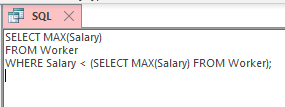 SQL
SELECT MAX(Salary)
FROM Worker
WHERE Salary < (SELECT MAX(Salary) FROM Worker);